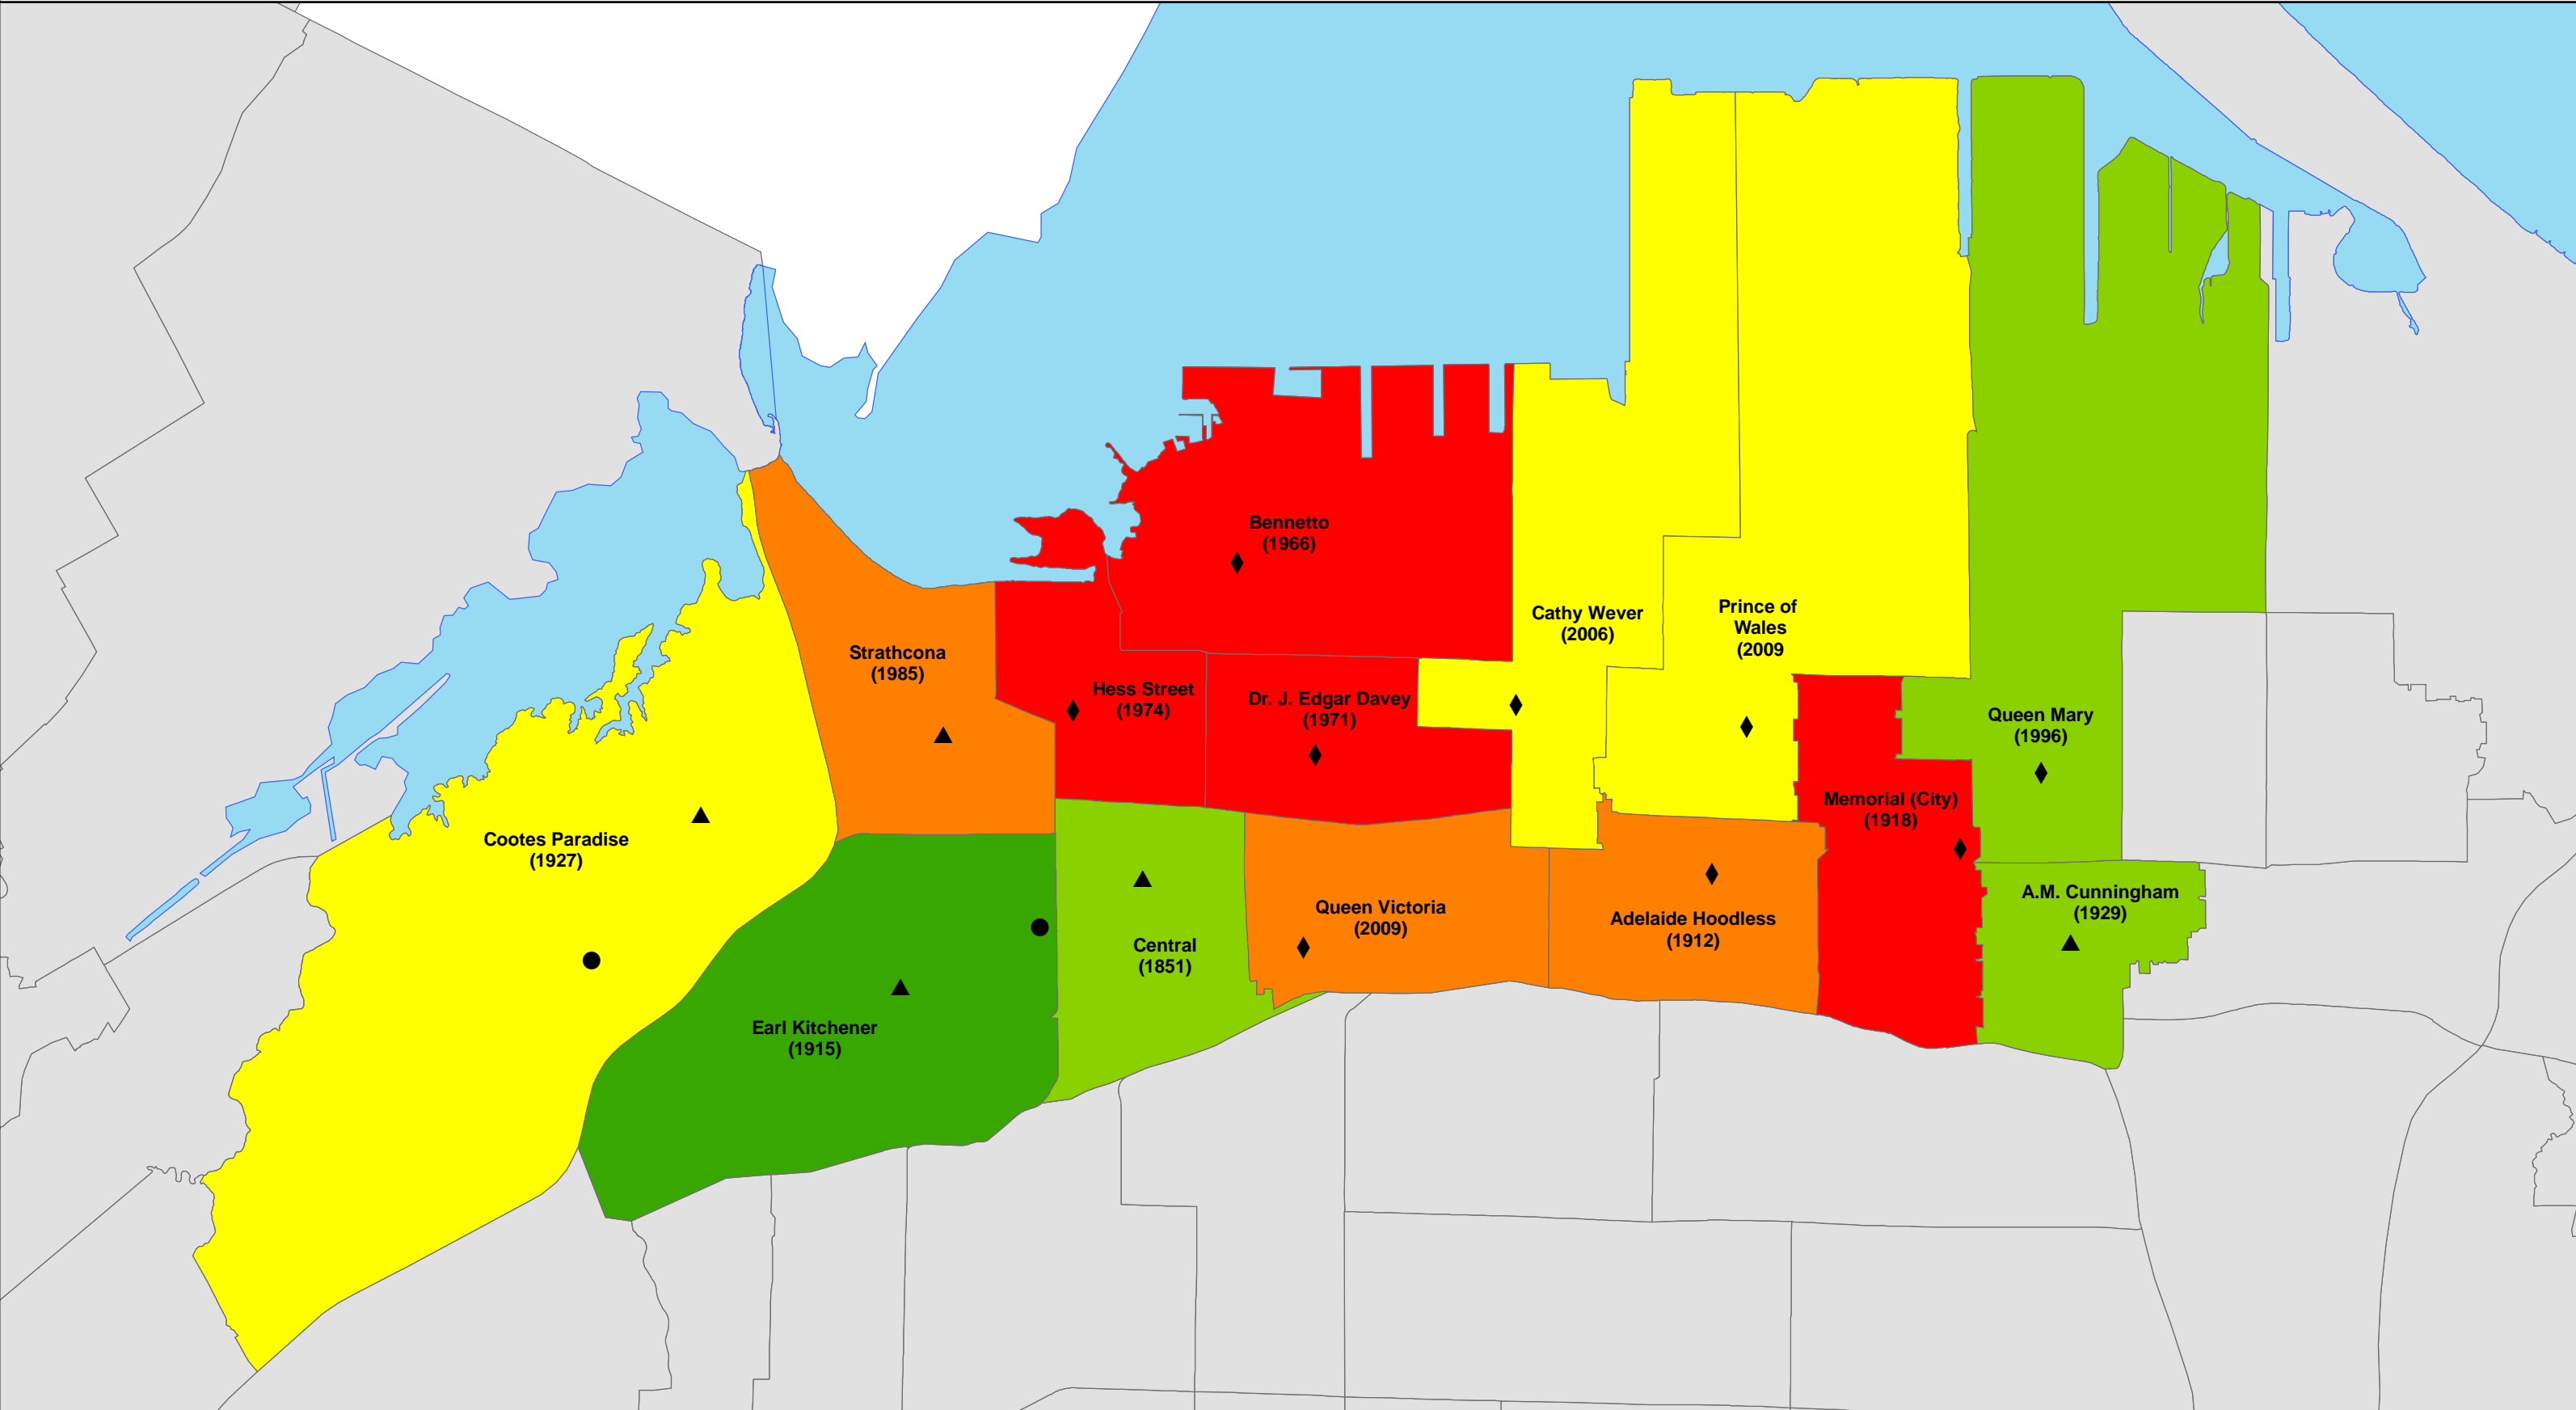 Bennetto
(1966)
Cathy Wever
(2006)
Prince of
Wales
(2009
Strathcona
(1985)
Hess Street
(1974)
Dr. J. Edgar Davey
(1971)
Queen Mary
(1996)
Memorial (City)
(1918)
Cootes Paradise
(1927)
A.M. Cunningham
(1929)
Queen Victoria
(2009)
Adelaide Hoodless
(1912)
Central
(1851)
Earl Kitchener
(1915)